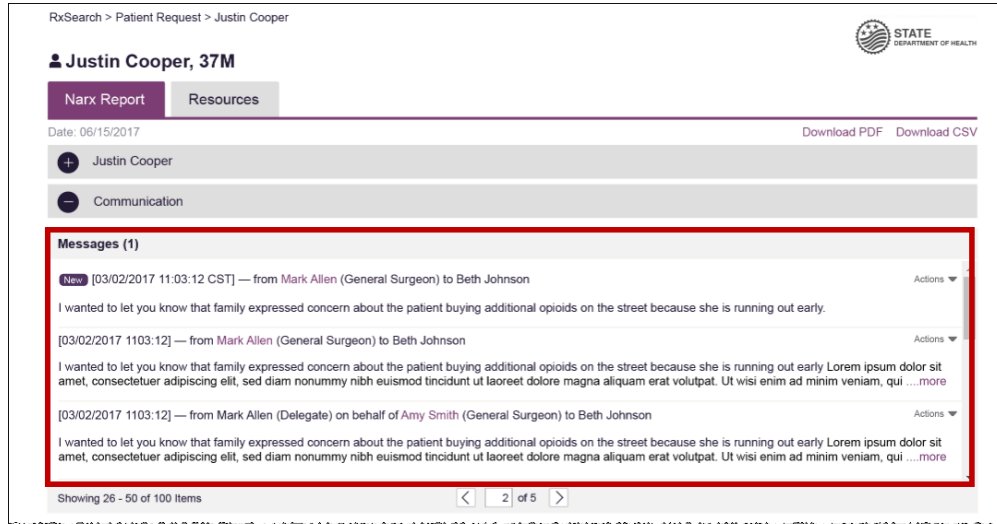 RxSearch > Patient Request > Justin Cooper
STATE
DEPARTMENT OF HEALTH
Justin Cooper, 37M
Narx Report Resources
Date: 06/15/2017 Download PDF Download CSV
Justin Cooper
Communication
Messages (1)
New [03/02/2017 11:03:12 CST] — from Mark Allen (General Surgeon) to Beth Johnson Actions
I wanted to let you know that family expressed concern about the patient buying additional opioids on the street because she is running out early.
[03/02/2017 1103:12] — from Mark Allen (General Surgeon) to Beth Johnson Actions
I wanted to let you know that family expressed concern about the patient buying additional opioids on the street because she is running out early Lorem ipsum dolor sit
amet, consectetuer adipiscing elit, sed diam nonummy nibh euismod tincidunt ut laoreet dolore magna aliquam erat volutpat. Ut wisi enim ad minim veniam, qui ....more
[03/02/2017 1103:12] — from Mark Allen (Delegate) on behalf of Amy Smith (General Surgeon) to Beth Johnson Actions
I wanted to let you know that family expressed concern about the patient buying additional opioids on the street because she is running out early Lorem ipsum dolor sit
amet, consectetuer adipiscing elit, sed diam nonummy nibh euismod tincidunt ut laoreet dolore magna aliquam erat volutpat. Ut wisi enim ad minim veniam, qui ....more
Showing 26 - 50 of 100 Items < 2 of 5 >